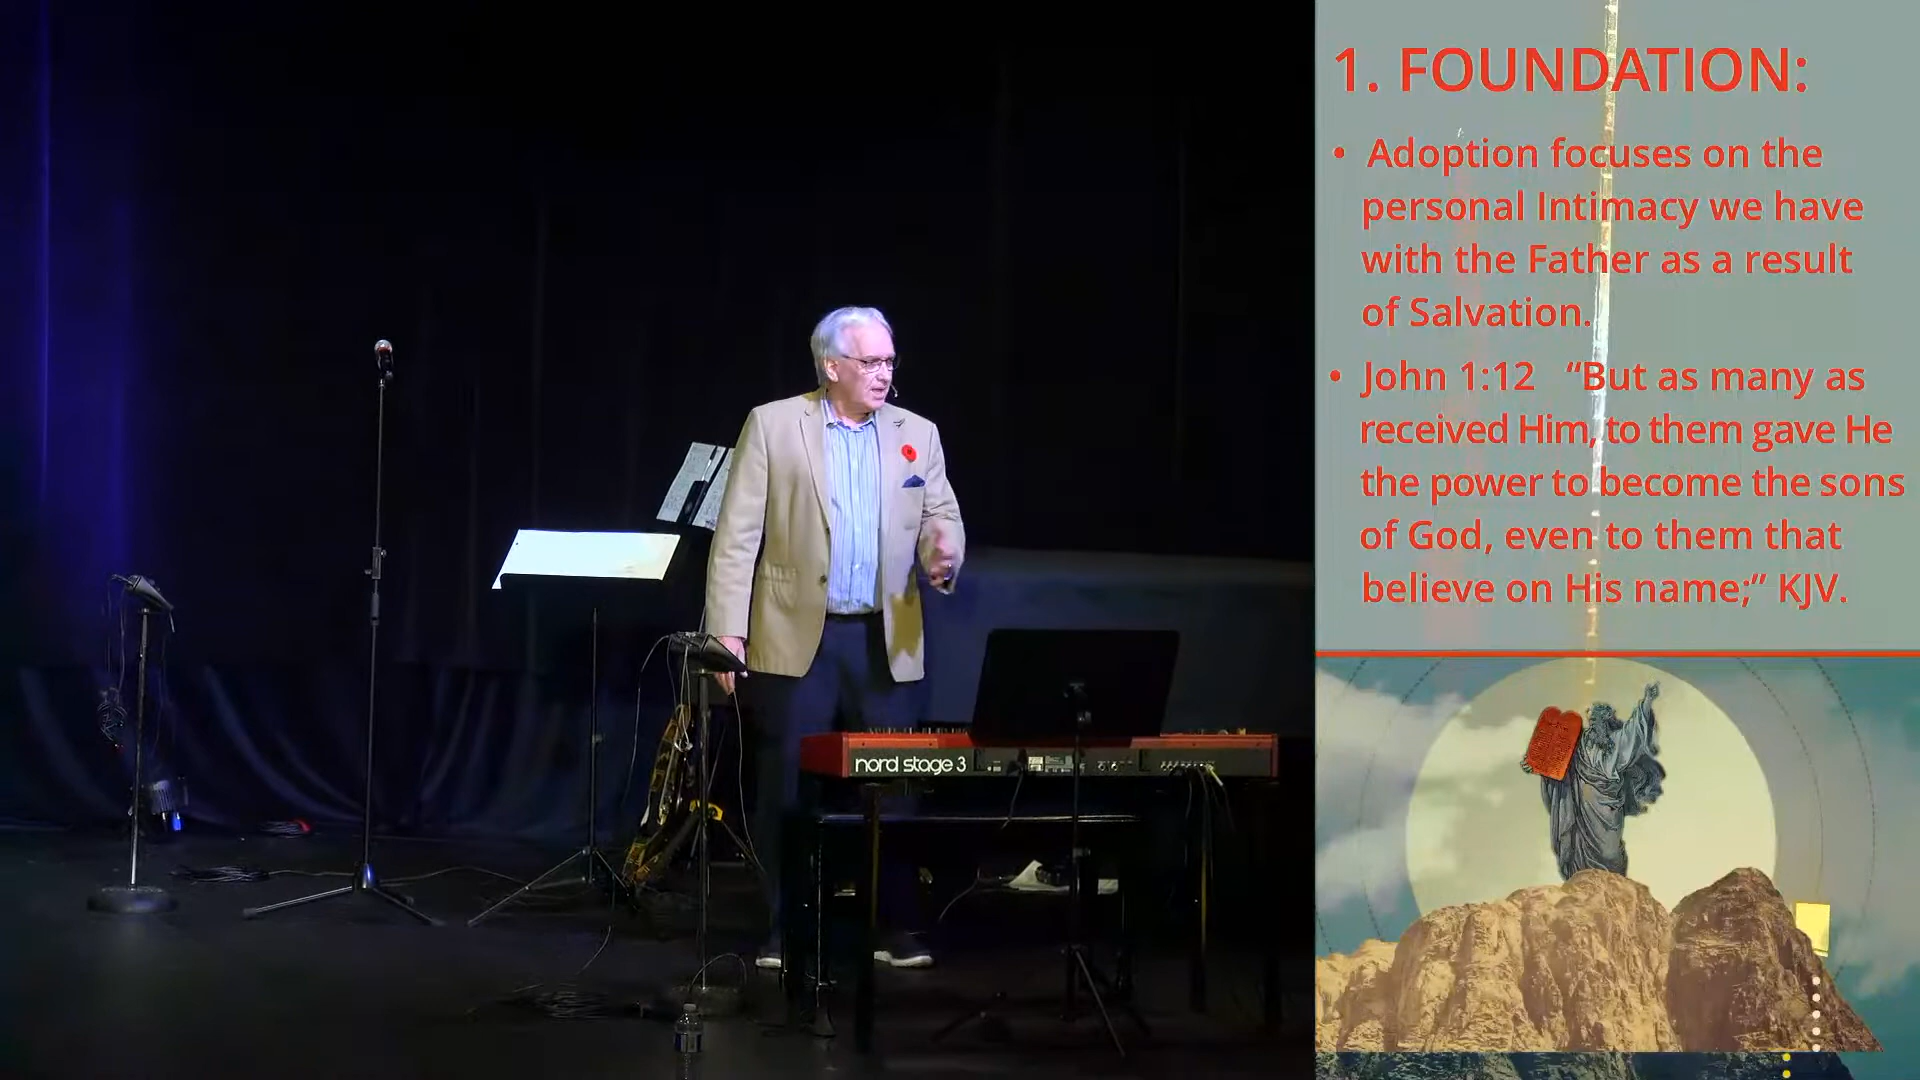 1. FOUNDATION:
• Adoption focuses on the
personal Intimacy we have
with the Father as a result
of Salvation.
• John 1:12 “But as many as
received Him, to them gave He
the power to become the sons
of God, even to them that
believe on His name;” KJV.
nord stage 3